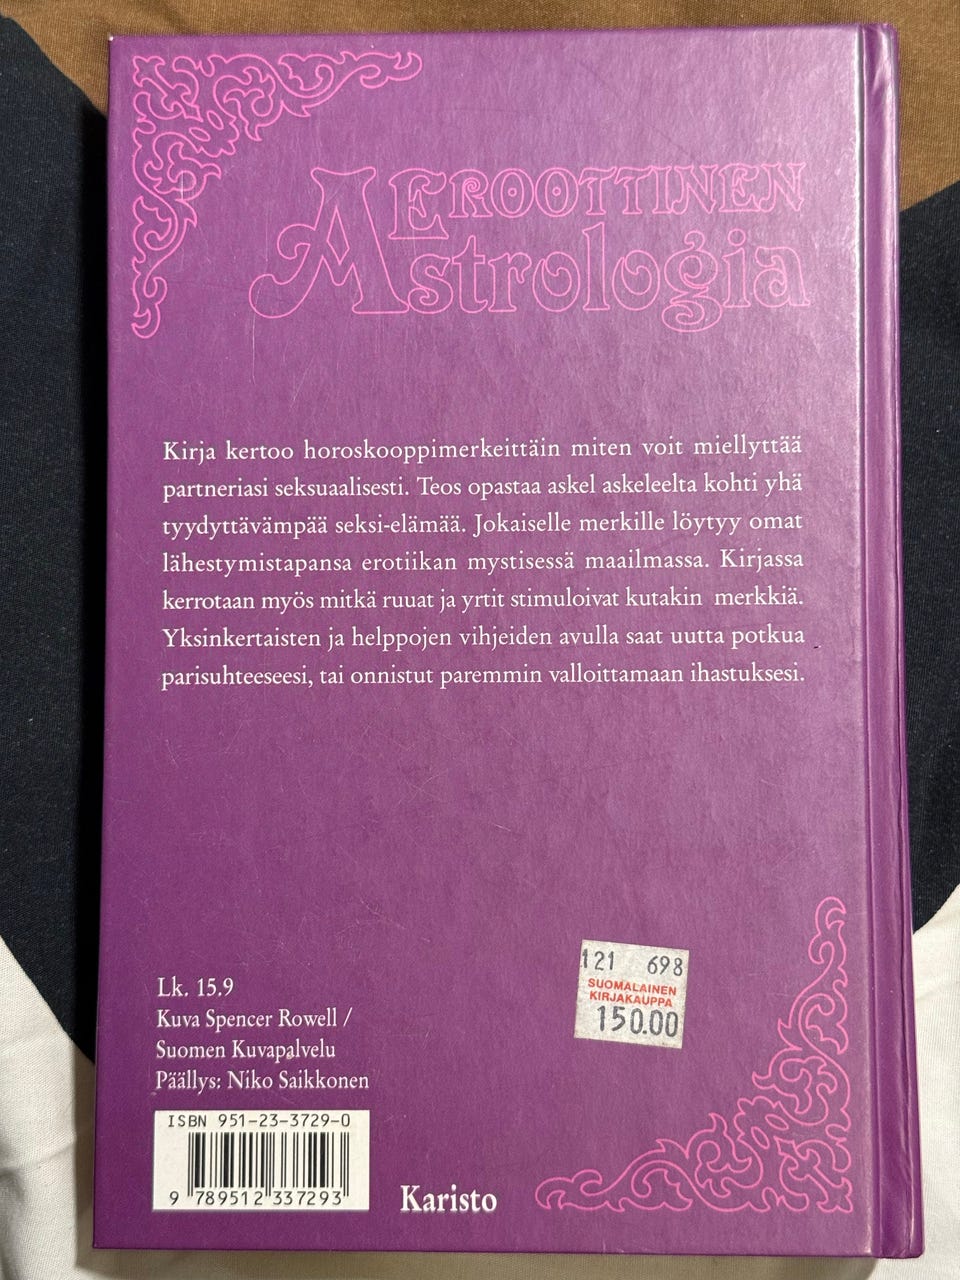 EROOTTINEN
Astrologia
Kirja kertoo horoskooppimerkeittäin miten voit miellyttää
partneriasi seksuaalisesti. Teos opastaa askel askeleelta kohti yhä
tyydyttävämpää seksi-elämää. Jokaiselle merkille löytyy omat
lähestymistapansa erotiikan mystisessä maailmassa. Kirjassa
kerrotaan myös mitkä ruuat ja yrtit stimuloivat kutakin merkkiä.
Yksinkertaisten ja helppojen vihjeiden avulla saat uutta potkua
parisuhteeseesi, tai onnistut paremmin valloittamaan ihastuksesi.
121 698
SUOMALAINEN
KIRJAKAUPPA
150.00
Lk. 15.9
Kuva Spencer Rowell /
Suomen Kuvapalvelu
Päällys: Niko Saikkonen
ISBN 951-23-3729-0
9 789512 337293
Karisto